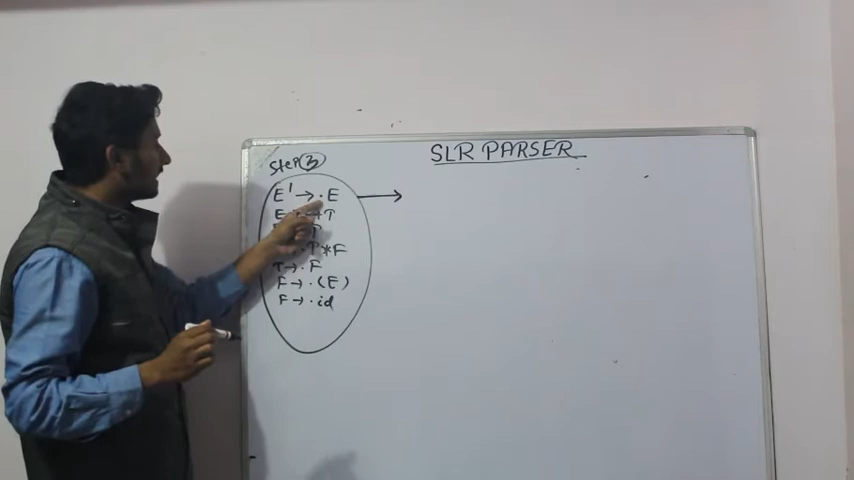 SLR PARSER
Step 3
E' → .E
E → T
T
.T * F
T → .F
F → .(E)
F → .id